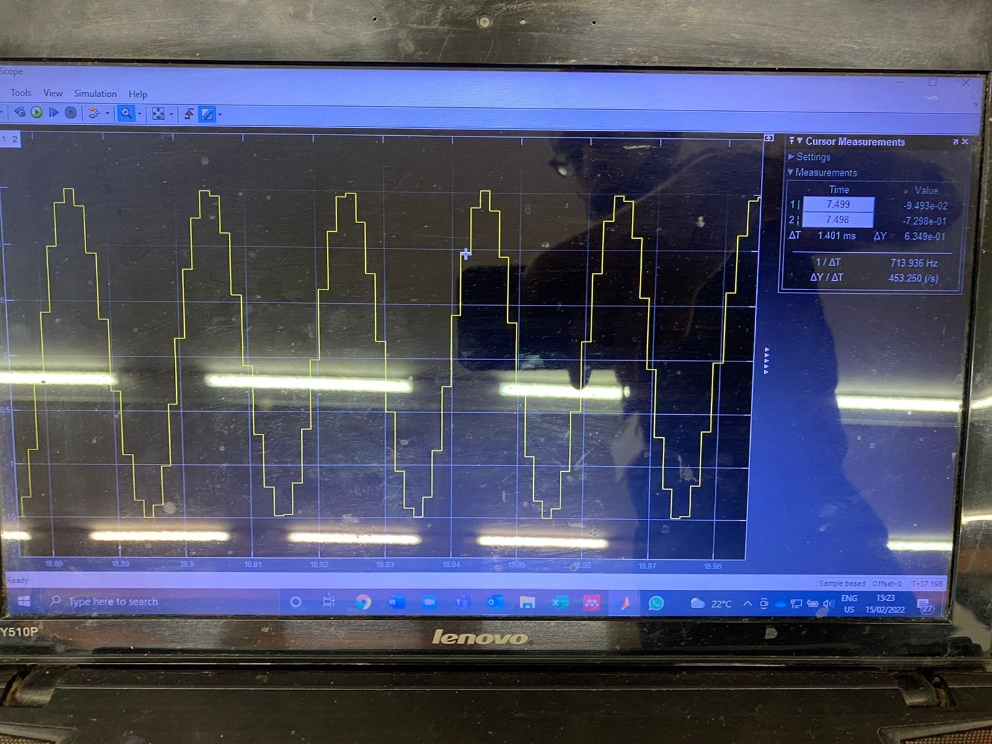 Scope
Tools View Simulation Help
1 2
Cursor Measurements
Settings
Measurements
Time Value
1 | 7.499 -9.493e-02
2 | 7.498 -7.298e-01
ΔT 1.401 ms ΔY 6.349e-01
1 / ΔT 713.936 Hz
ΔY / ΔT 453.250 (/s)
18.88 18.89 18.9 18.91 18.92 18.93 18.94 18.95 18.96 18.97 18.98
Ready Sample based Offset=0 T=37.198
Type here to search 22°C ENG 15:23
US 15/02/2022 27
Y510P lenovo